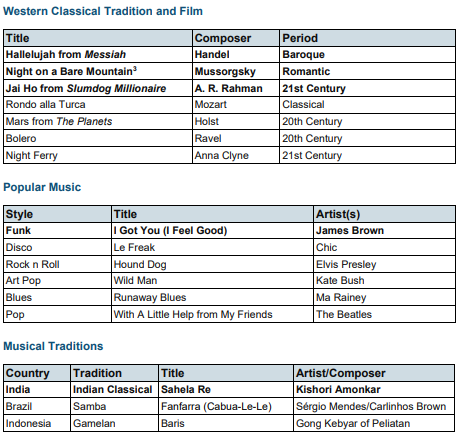 Western Classical Tradition and Film
Title Composer Period
Hallelujah from Messiah Handel Baroque
Night on a Bare Mountain³ Mussorgsky Romantic
Jai Ho from Slumdog Millionaire A. R. Rahman 21st Century
Rondo alla Turca Mozart Classical
Mars from The Planets Holst 20th Century
Bolero Ravel 20th Century
Night Ferry Anna Clyne 21st Century
Popular Music
Style Title Artist(s)
Funk I Got You (I Feel Good) James Brown
Disco Le Freak Chic
Rock n Roll Hound Dog Elvis Presley
Art Pop Wild Man Kate Bush
Blues Runaway Blues Ma Rainey
Pop With A Little Help from My Friends The Beatles
Musical Traditions
Country Tradition Title Artist/Composer
India Indian Classical Sahela Re Kishori Amonkar
Brazil Samba Fanfarra (Cabua-Le-Le) Sérgio Mendes/Carlinhos Brown
Indonesia Gamelan Baris Gong Kebyar of Peliatan